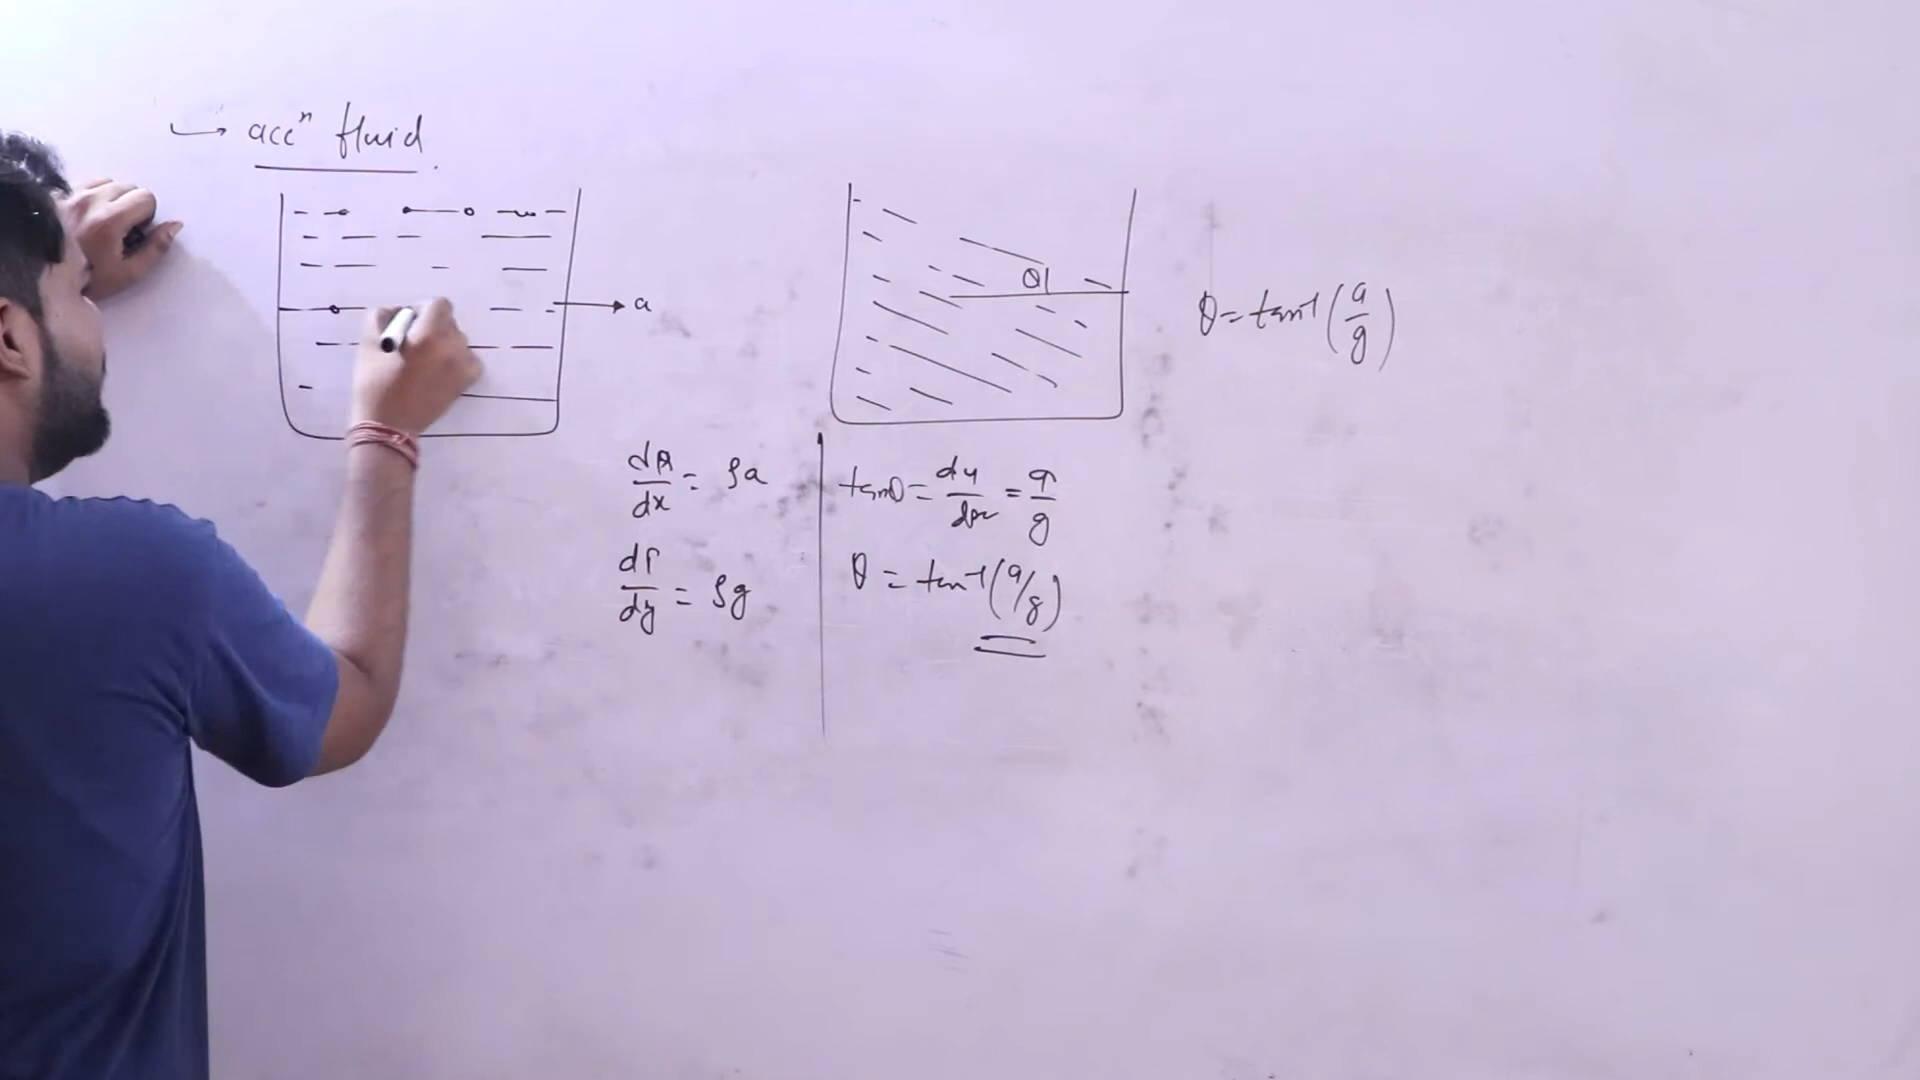 ↳ accⁿ fluid.
a
θ
θ = tan⁻¹(a/g)
dP/dx = ρa
dP/dy = ρg
tanθ = dy/dx = a/g
θ = tan⁻¹(a/g)